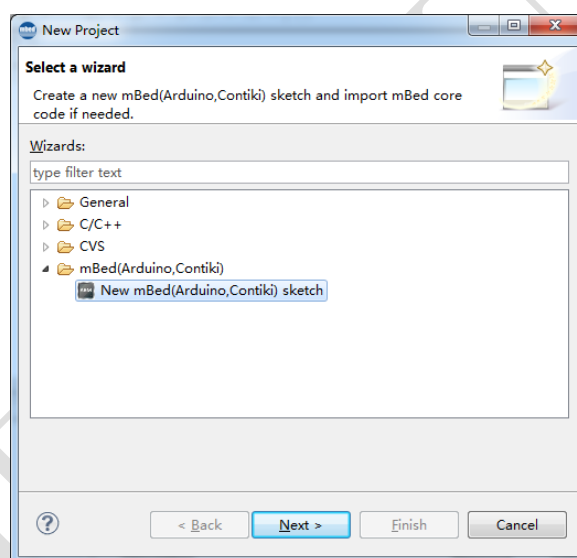 New Project
Select a wizard
Create a new mBed(Arduino,Contiki) sketch and import mBed core
code if needed.
Wizards:
type filter text
General
C/C++
CVS
mBed(Arduino,Contiki)
New mBed(Arduino,Contiki) sketch
?
< Back
Next >
Finish
Cancel